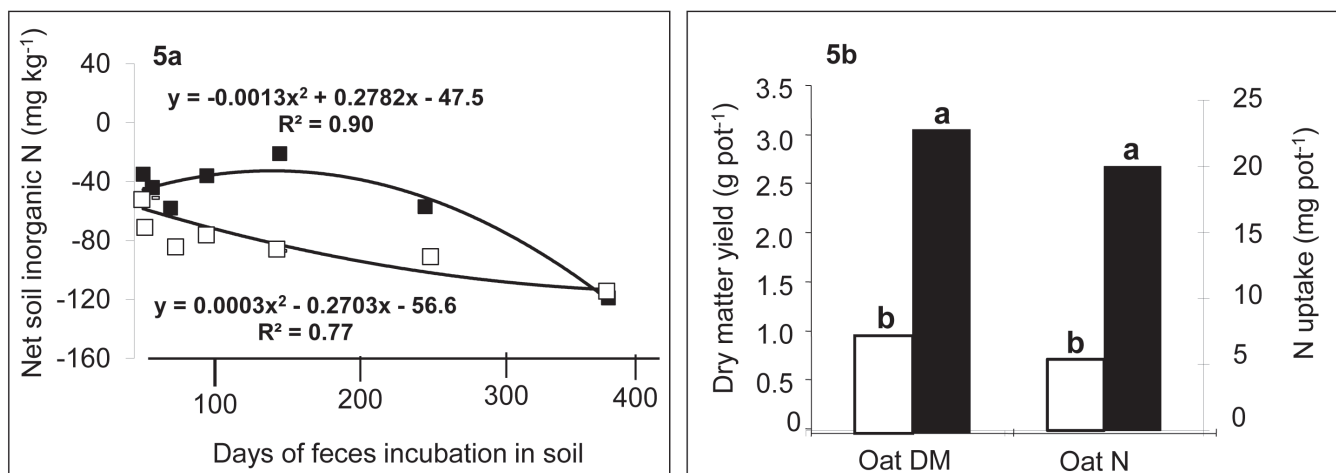 5a
Net soil inorganic N (mg kg⁻¹)
40
0
-40
-80
-120
-160
y = -0.0013x² + 0.2782x - 47.5
R² = 0.90
y = 0.0003x² - 0.2703x - 56.6
R² = 0.77
100
200
300
400
Days of feces incubation in soil
5b
Dry matter yield (g pot⁻¹)
3.5
3.0
2.5
2.0
1.5
1.0
0.5
0
b
a
b
a
25
20
15
10
5
0
N uptake (mg pot⁻¹)
Oat DM
Oat N